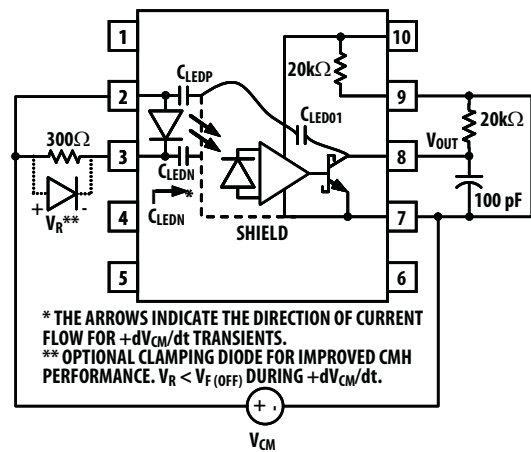 1
10
2
C_LEDP
20kΩ
9
C_LED01
20kΩ
300Ω
3
8
V_OUT
C_LEDN
+ -
V_R**
*
C_LEDN
4
7
100 pF
SHIELD
5
6
* THE ARROWS INDICATE THE DIRECTION OF CURRENT
FLOW FOR +dV_CM/dt TRANSIENTS.
** OPTIONAL CLAMPING DIODE FOR IMPROVED CMH
PERFORMANCE. V_R < V_F (OFF) DURING +dV_CM/dt.
+ -
V_CM